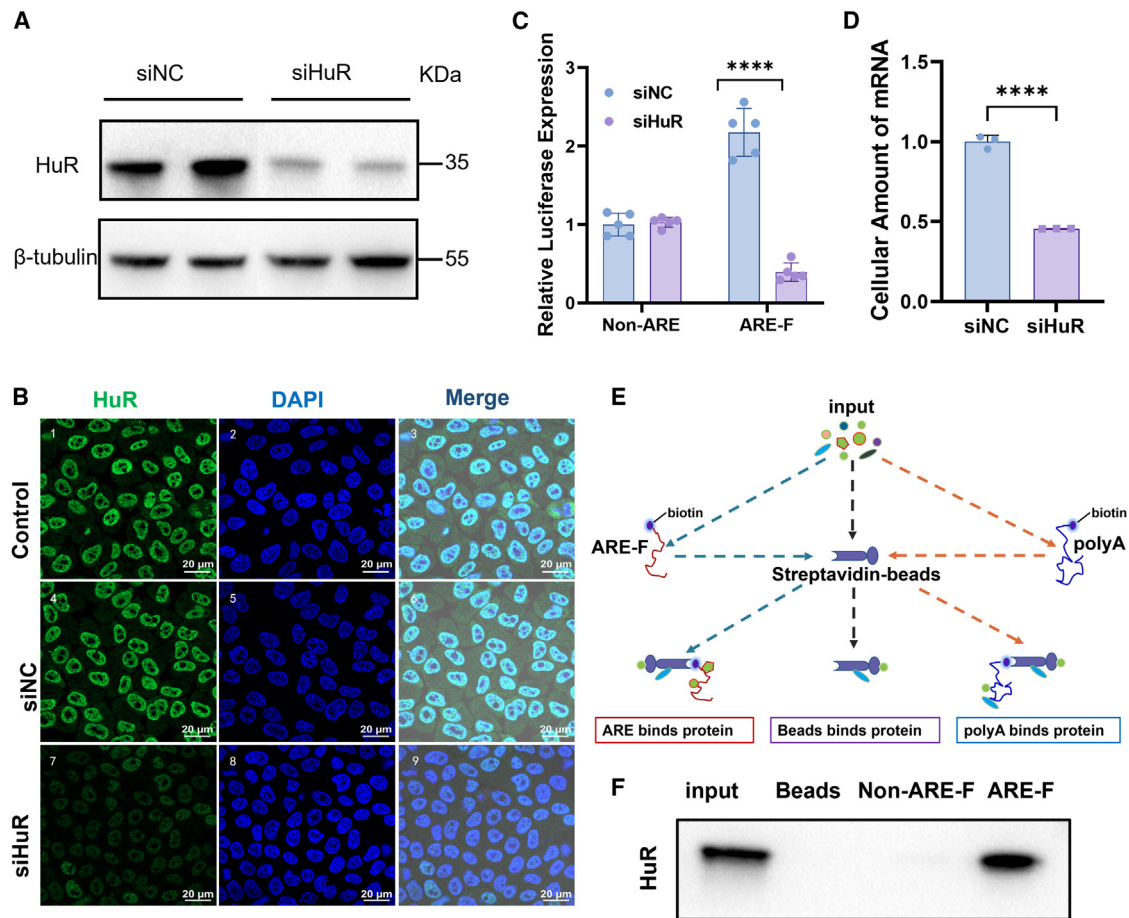 A
siNC siHuR KDa
HuR 35
β-tubulin 55
B
HuR DAPI Merge
Control
1 2 3
20 μm 20 μm 20 μm
siNC
4 5 6
20 μm 20 μm 20 μm
siHuR
7 8 9
20 μm 20 μm 20 μm
C
Relative Luciferase Expression
3
2
1
0
siNC
siHuR
****
Non-ARE ARE-F
D
Cellular Amount of mRNA
1.5
1.0
0.5
0.0
****
siNC siHuR
E
input
biotin biotin
ARE-F polyA
Streptavidin-beads
ARE binds protein Beads binds protein polyA binds protein
F
input Beads Non-ARE-F ARE-F
HuR